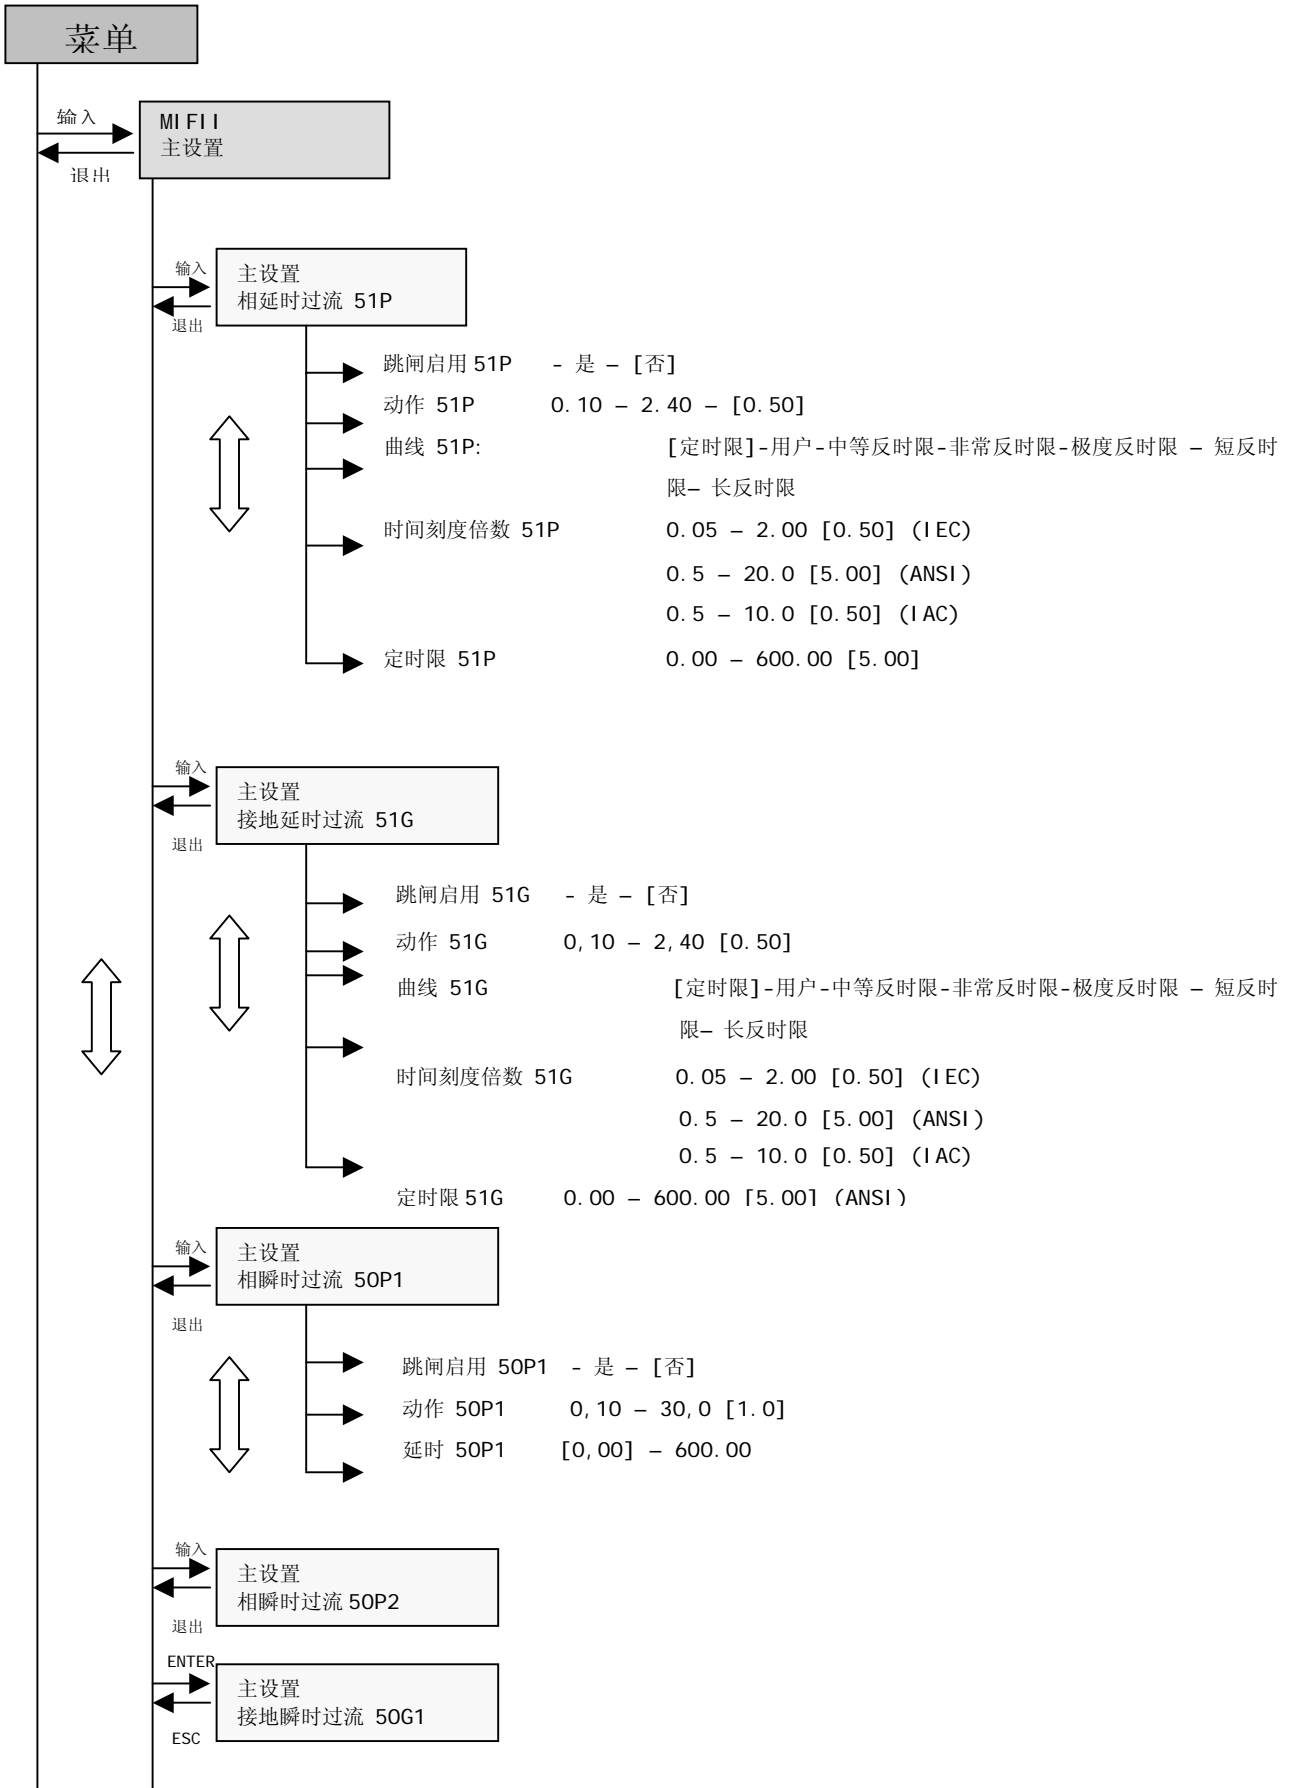 菜单
输入
MIFII
主设置
退出
输入
主设置
相延时过流 51P
退出
跳闸启用 51P - 是 – [否]
动作 51P 0.10 – 2.40 – [0.50]
曲线 51P: [定时限]-用户-中等反时限-非常反时限-极度反时限 – 短反时
限– 长反时限
时间刻度倍数 51P 0.05 – 2.00 [0.50] (IEC)
0.5 – 20.0 [5.00] (ANSI)
0.5 – 10.0 [0.50] (IAC)
定时限 51P 0.00 – 600.00 [5.00]
输入
主设置
接地延时过流 51G
退出
跳闸启用 51G - 是 – [否]
动作 51G 0,10 – 2,40 [0.50]
曲线 51G [定时限]-用户-中等反时限-非常反时限-极度反时限 – 短反时
限– 长反时限
时间刻度倍数 51G 0.05 – 2.00 [0.50] (IEC)
0.5 – 20.0 [5.00] (ANSI)
0.5 – 10.0 [0.50] (IAC)
定时限 51G 0.00 – 600.00 [5.00] (ANSI)
输入
主设置
相瞬时过流 50P1
退出
跳闸启用 50P1 - 是 – [否]
动作 50P1 0,10 – 30,0 [1.0]
延时 50P1 [0,00] – 600.00
输入
主设置
相瞬时过流 50P2
退出
ENTER
主设置
接地瞬时过流 50G1
ESC